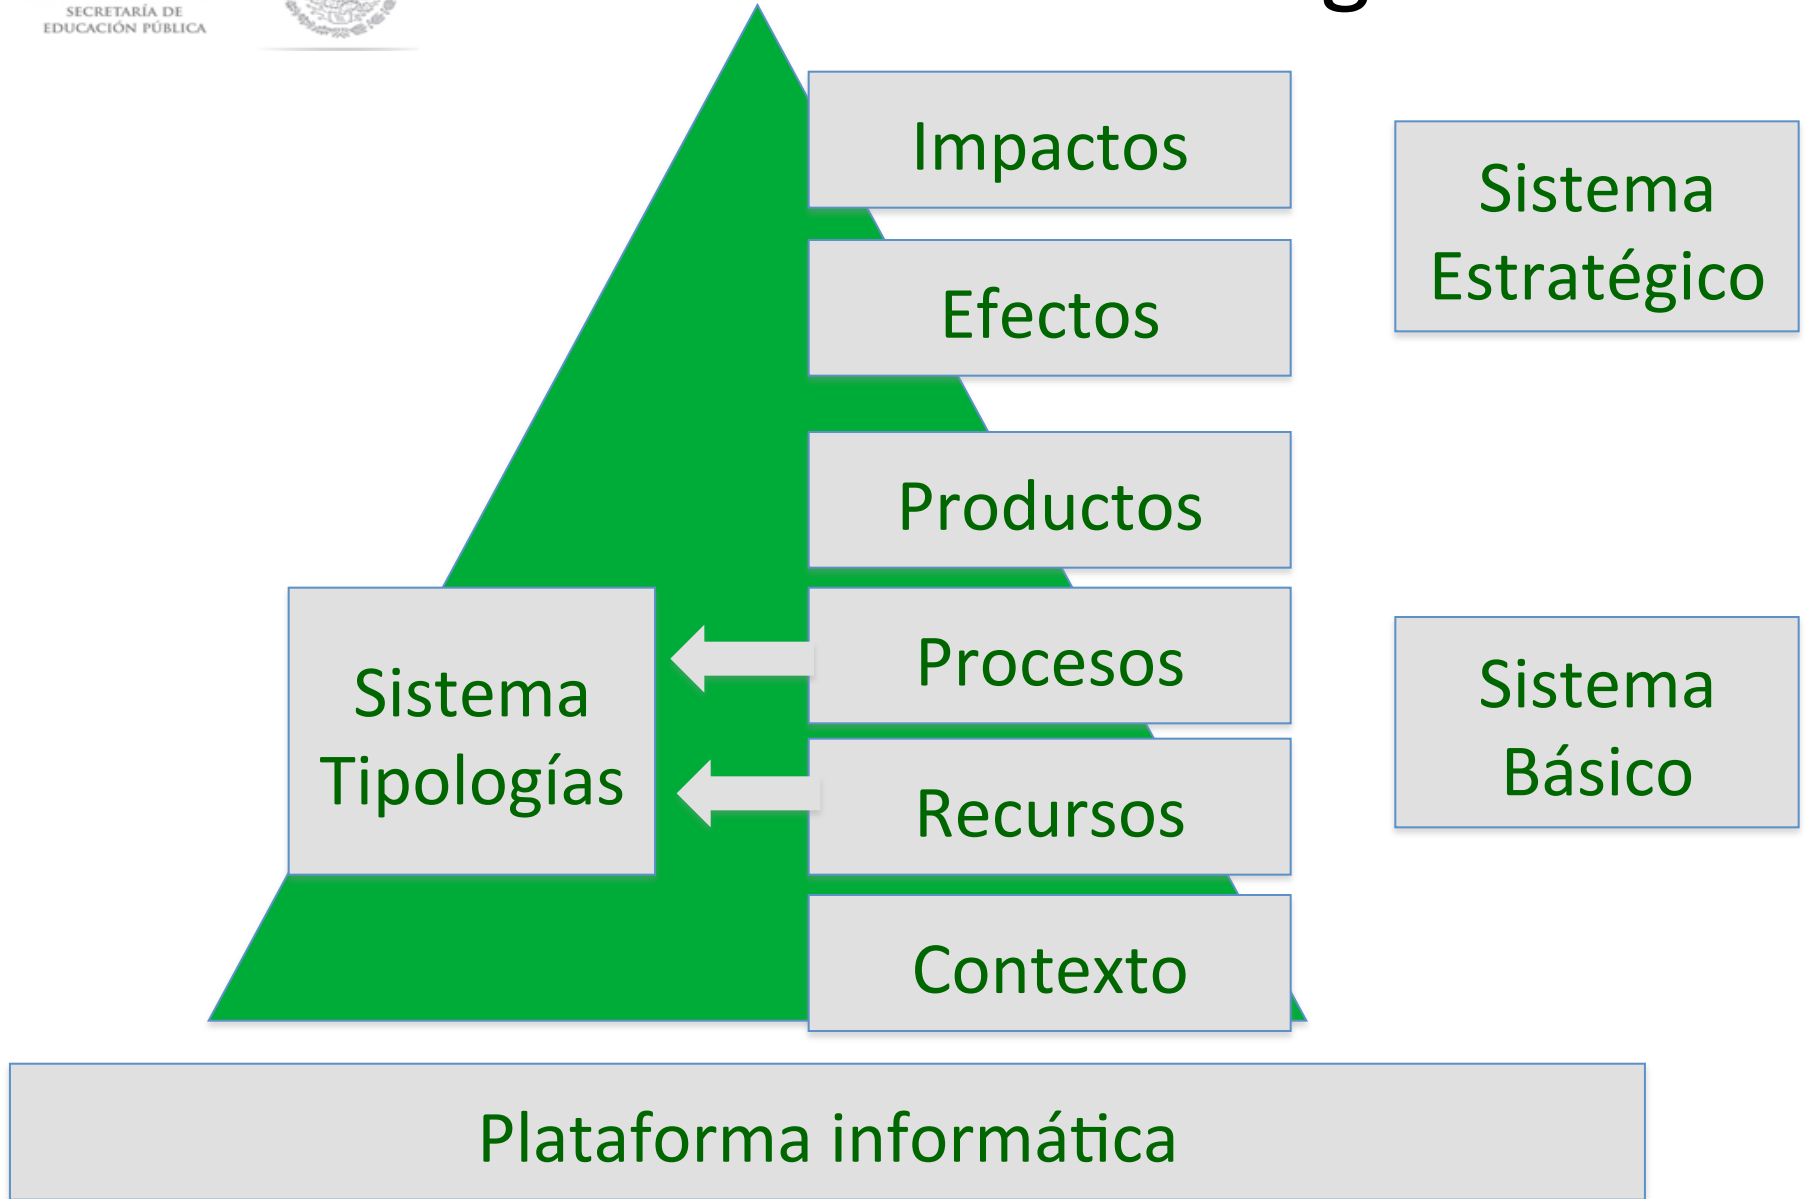 SECRETARÍA DE
EDUCACIÓN PÚBLICA
Impactos
Efectos
Productos
Procesos
Recursos
Contexto
Sistema
Estratégico
Sistema
Básico
Sistema
Tipologías
Plataforma informática